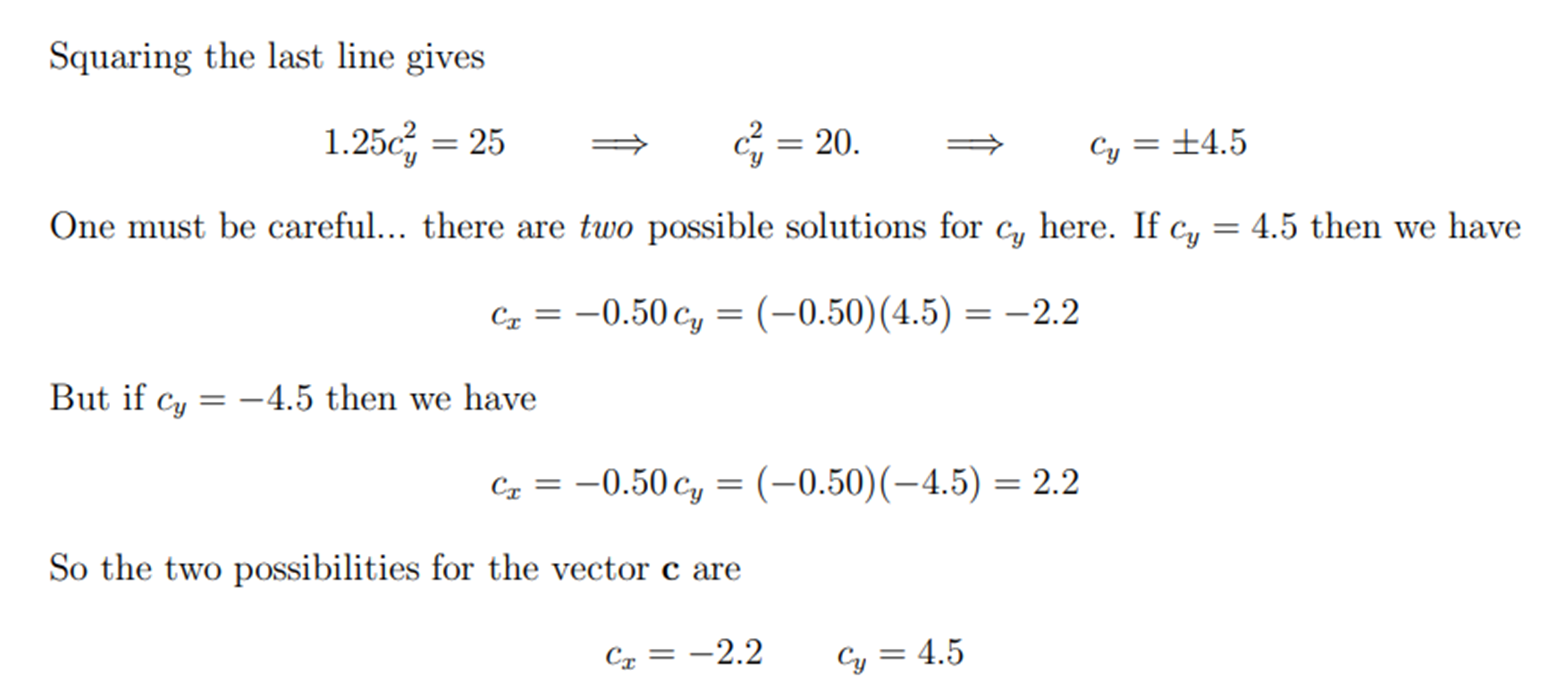 Squaring the last line gives
1.25c_y^2 = 25 ⟹ c_y^2 = 20. ⟹ c_y = ±4.5
One must be careful... there are two possible solutions for c_y here. If c_y = 4.5 then we have
c_x = −0.50 c_y = (−0.50)(4.5) = −2.2
But if c_y = −4.5 then we have
c_x = −0.50 c_y = (−0.50)(−4.5) = 2.2
So the two possibilities for the vector c are
c_x = −2.2 c_y = 4.5